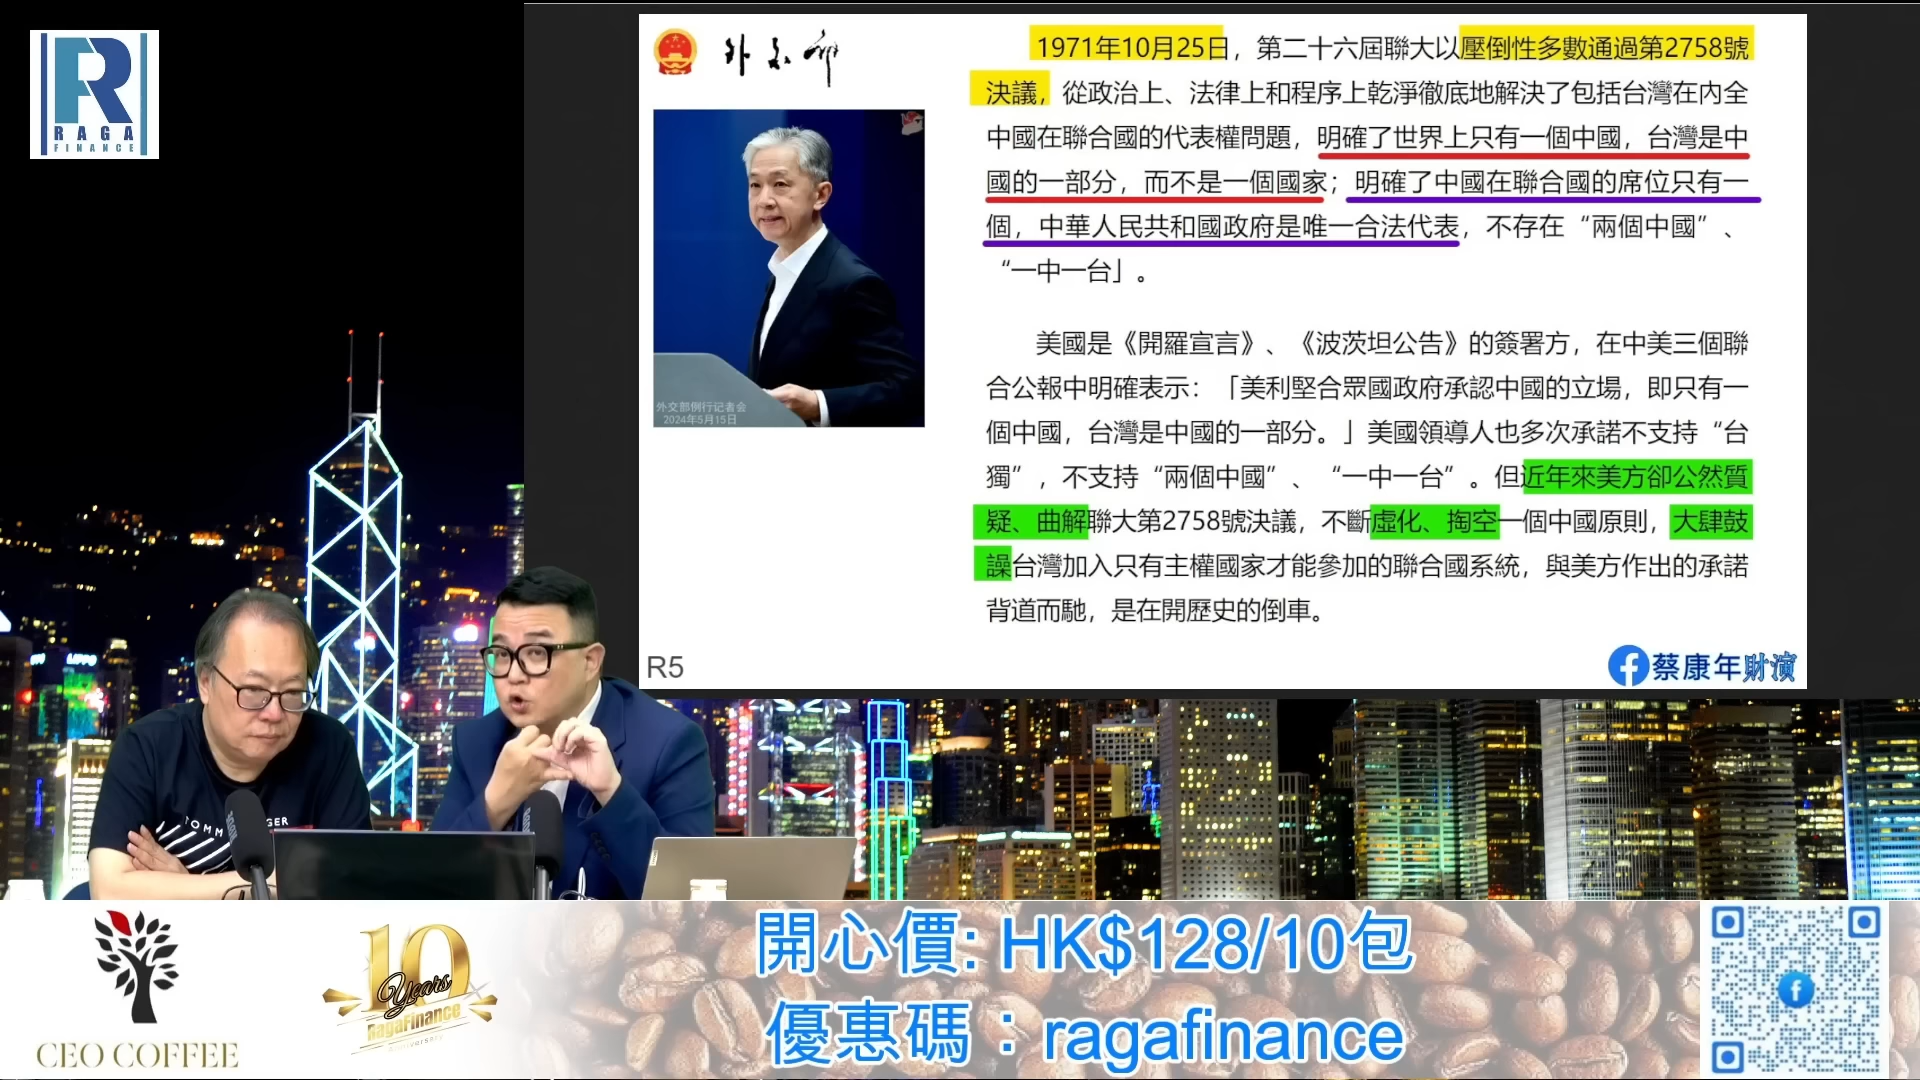 RAGA
FINANCE
外交部
1971年10月25日，第二十六屆聯大以壓倒性多數通過第2758號
決議，從政治上、法律上和程序上乾淨徹底地解決了包括台灣在內全
中國在聯合國的代表權問題，明確了世界上只有一個中國，台灣是中
國的一部分，而不是一個國家；明確了中國在聯合國的席位只有一
個，中華人民共和國政府是唯一合法代表，不存在“兩個中國”、
“一中一台」。
美國是《開羅宣言》、《波茨坦公告》的簽署方，在中美三個聯
合公報中明確表示：「美利堅合眾國政府承認中國的立場，即只有一
個中國，台灣是中國的一部分。」美國領導人也多次承諾不支持“台
獨”，不支持“兩個中國”、“一中一台”。但近年來美方卻公然質
疑、曲解聯大第2758號決議，不斷虛化、掏空一個中國原則，大肆鼓
譟台灣加入只有主權國家才能參加的聯合國系統，與美方作出的承諾
背道而馳，是在開歷史的倒車。
外交部例行记者会
2024年5月15日
R5
蔡康年財演
CEO COFFEE
10
Years
RagaFinance
Anniversary
開心價: HK$128/10包
優惠碼：ragafinance